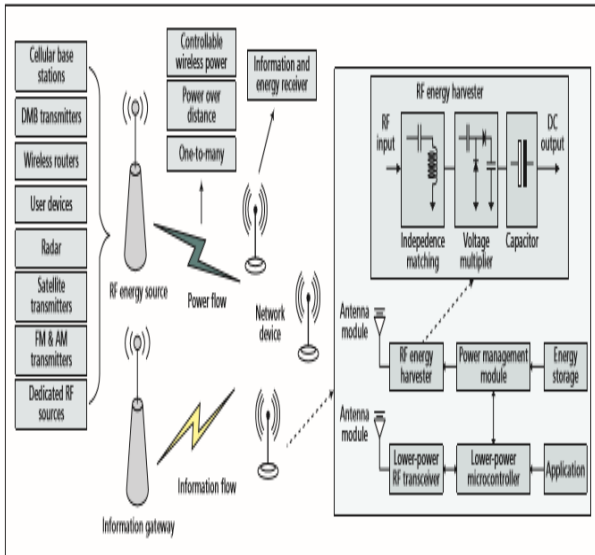 Cellular base
stations
DMB transmitters
Wireless routers
User devices
Radar
Satellite
transmitters
FM & AM
transmitters
Dedicated RF
sources
RF energy source
Information gateway
Controllable
wireless power
Power over
distance
One-to-many
Power flow
Information flow
Information and
energy receiver
Network
device
RF energy harvester
RF
input
DC
output
Indepedence
matching
Voltage
multiplier
Capacitor
Antenna
module
RF energy
harvester
Power management
module
Energy
storage
Antenna
module
Lower-power
RF transceiver
Lower-power
microcontroller
Application